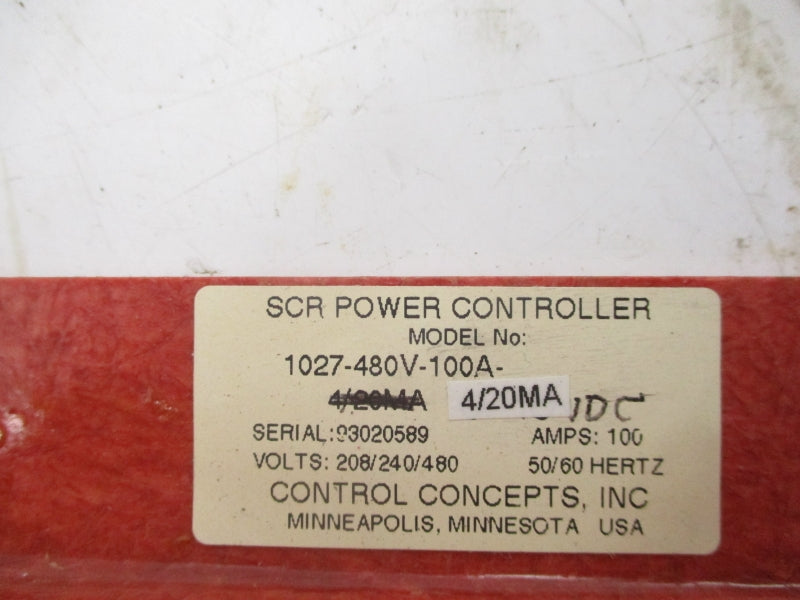 SCR POWER CONTROLLER
MODEL No:
1027-480V-100A-
4/20MA 4/20MA VDC
SERIAL:93020589 AMPS: 100
VOLTS: 208/240/480 50/60 HERTZ
CONTROL CONCEPTS, INC
MINNEAPOLIS, MINNESOTA USA